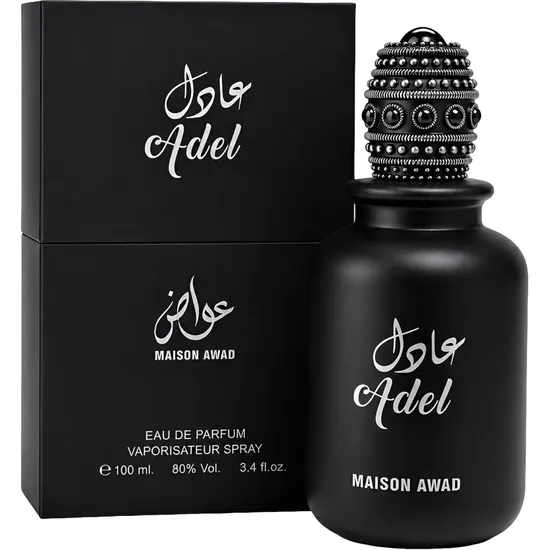 عادل
Adel
عواض
MAISON AWAD
EAU DE PARFUM
VAPORISATEUR SPRAY
℮ 100 ml. 80% Vol. 3.4 fl.oz.
عادل
Adel
MAISON AWAD